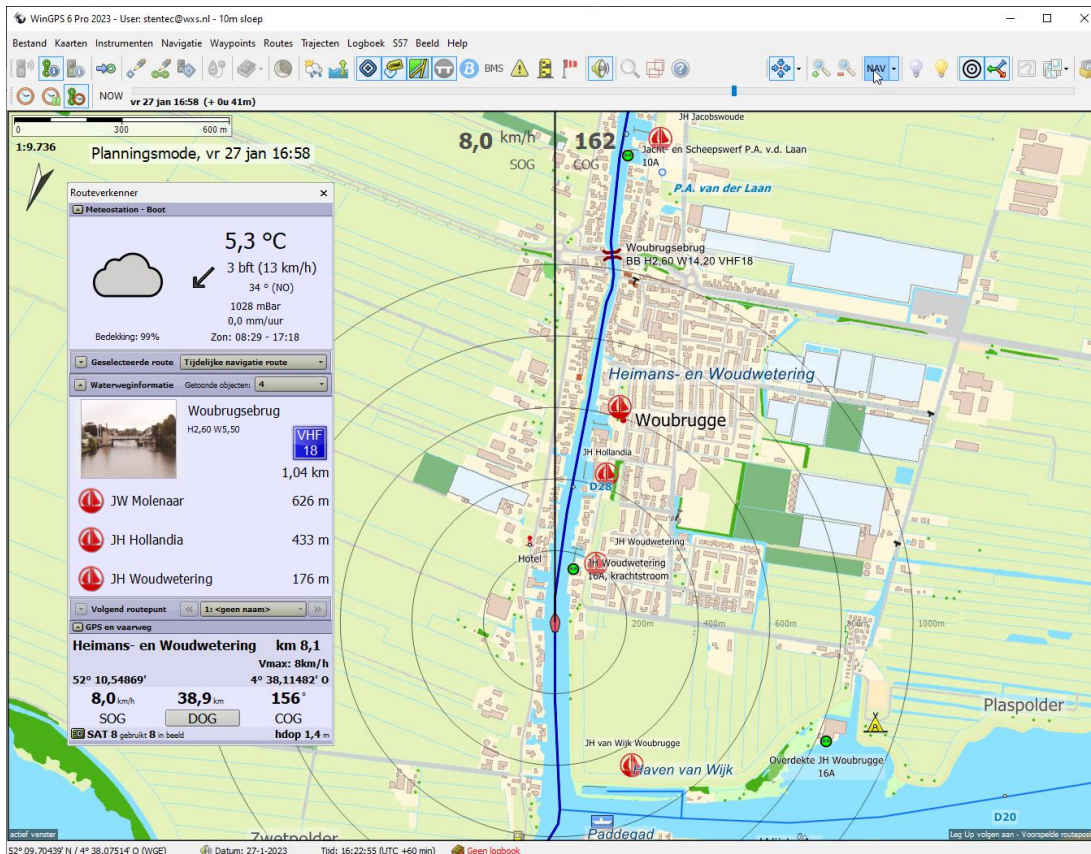 WinGPS 6 Pro 2023 - User: stentec@wxs.nl - 10m sloep
Bestand Kaarten Instrumenten Navigatie Waypoints Routes Trajecten Logboek S57 Beeld Help
BMS
NAV
NOW vr 27 jan 16:58 (+ 0u 41m)
0 300 600 m
1:9.736
Planningsmode, vr 27 jan 16:58
8,0 km/h
SOG
162
COG
Routeverkenner
Meteostation - Boot
5,3 °C
3 bft (13 km/h)
34 ° (NO)
1028 mBar
0,0 mm/uur
Bedekking: 99% Zon: 08:29 - 17:18
Geselecteerde route Tijdelijke navigatie route
Waterweginformatie Getoonde objecten: 4
Woubrugsebrug
H2,60 W5,50
VHF
18
1,04 km
JW Molenaar 626 m
JH Hollandia 433 m
JH Woudwetering 176 m
Volgend routepunt << 1: <geen naam> >>
GPS en vaarweg
Heimans- en Woudwetering km 8,1
Vmax: 8km/h
52° 10,54869' 4° 38,11482' O
8,0 km/h 38,9 km 156°
SOG DOG COG
SAT 8 gebruikt 8 in beeld hdop 1,4 m
JH Jacobswoude
Jacht- en Scheepswerf P.A. v.d. Laan
10A
P.A. van der Laan
Woubrugsebrug
BB H2,60 W14,20 VHF18
Heimans- en Woudwetering
Woubrugge
JH Hollandia
D28
JH Woudwetering
Hotel
JH Woudwetering
16A, krachtstroom
200m 400m 600m 800m 1000m
Plaspolder
JH van Wijk Woubrugge
Haven van Wijk
Overdekte JH Woubrugge
16A
D20
Zwetpolder
Paddegad
actief venster
Leg Up volgen aan - Voorspelde routeposi
52° 09,70439' N / 4° 38,07514' O (WGE) Datum: 27-1-2023 Tijd: 16:22:55 (UTC +60 min) Geen logboek